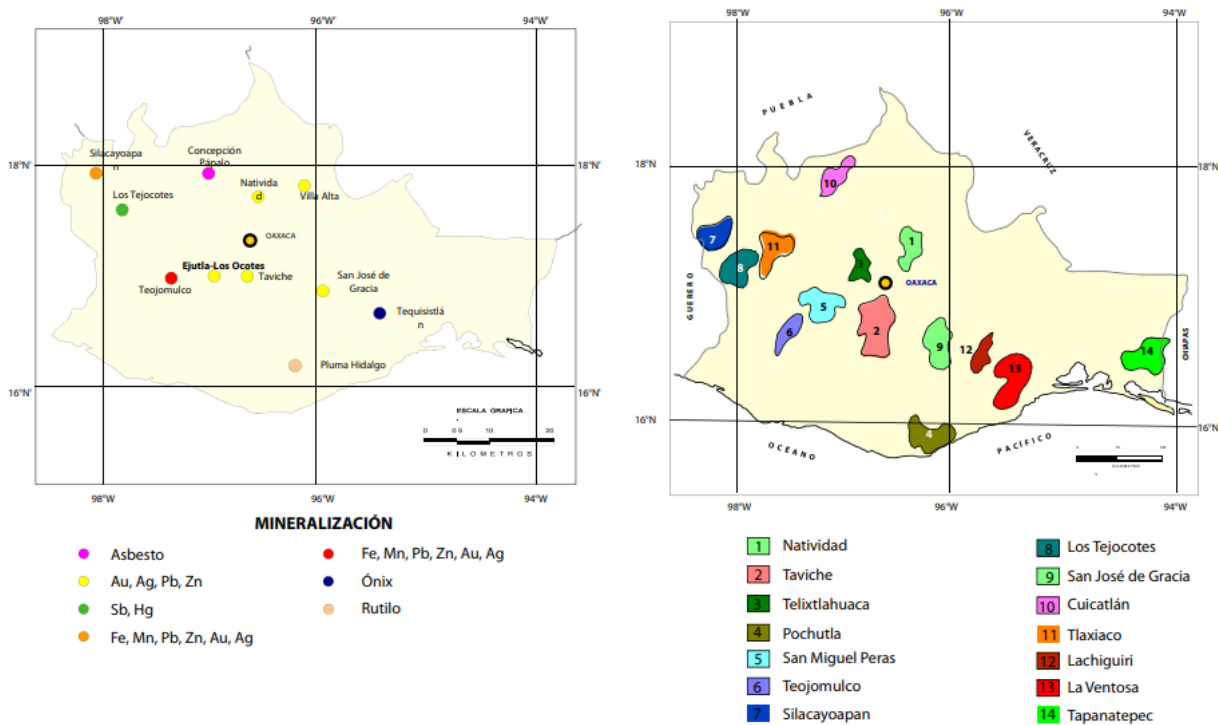 98°W
96°W
94°W
18°N
16°N
Silacayoapa
n
Concepción
Pápalo
Los Tejocotes
Nativida
d
Villa Alta
OAXACA
Ejutla-Los Ocotes
Teojomulco
Taviche
San José de
Gracia
Tequisistlá
n
Pluma Hidalgo
18°N'
16°N'
ESCALA GRAFICA
0
0 5
10
20
KILOMETROS
98°W
96°W
94°W
MINERALIZACIÓN
Asbesto
Au, Ag, Pb, Zn
Sb, Hg
Fe, Mn, Pb, Zn, Au, Ag
Fe, Mn, Pb, Zn, Au, Ag
Ónix
Rutilo
98°W
96°W
94°W
PUEBLA
VERACRUZ
18°N
16°N
10
7
11
8
1
3
OAXACA
5
6
2
9
12
13
14
4
GUERERO
OCEANO
PACÍFICO
18°N
16°N
98°W
96°W
94°W
1 Natividad
2 Taviche
3 Telixtlahuaca
4 Pochutla
5 San Miguel Peras
6 Teojomulco
7 Silacayoapan
8 Los Tejocotes
9 San José de Gracia
10 Cuicatlán
11 Tlaxiaco
12 Lachiguiri
13 La Ventosa
14 Tapanatepec